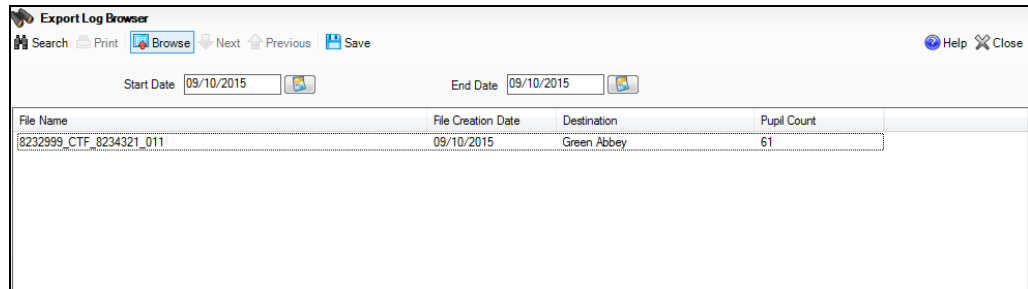 Export Log Browser
Search Print Browse Next Previous Save Help Close
Start Date 09/10/2015 End Date 09/10/2015
File Name File Creation Date Destination Pupil Count
8232999_CTF_8234321_011 09/10/2015 Green Abbey 61